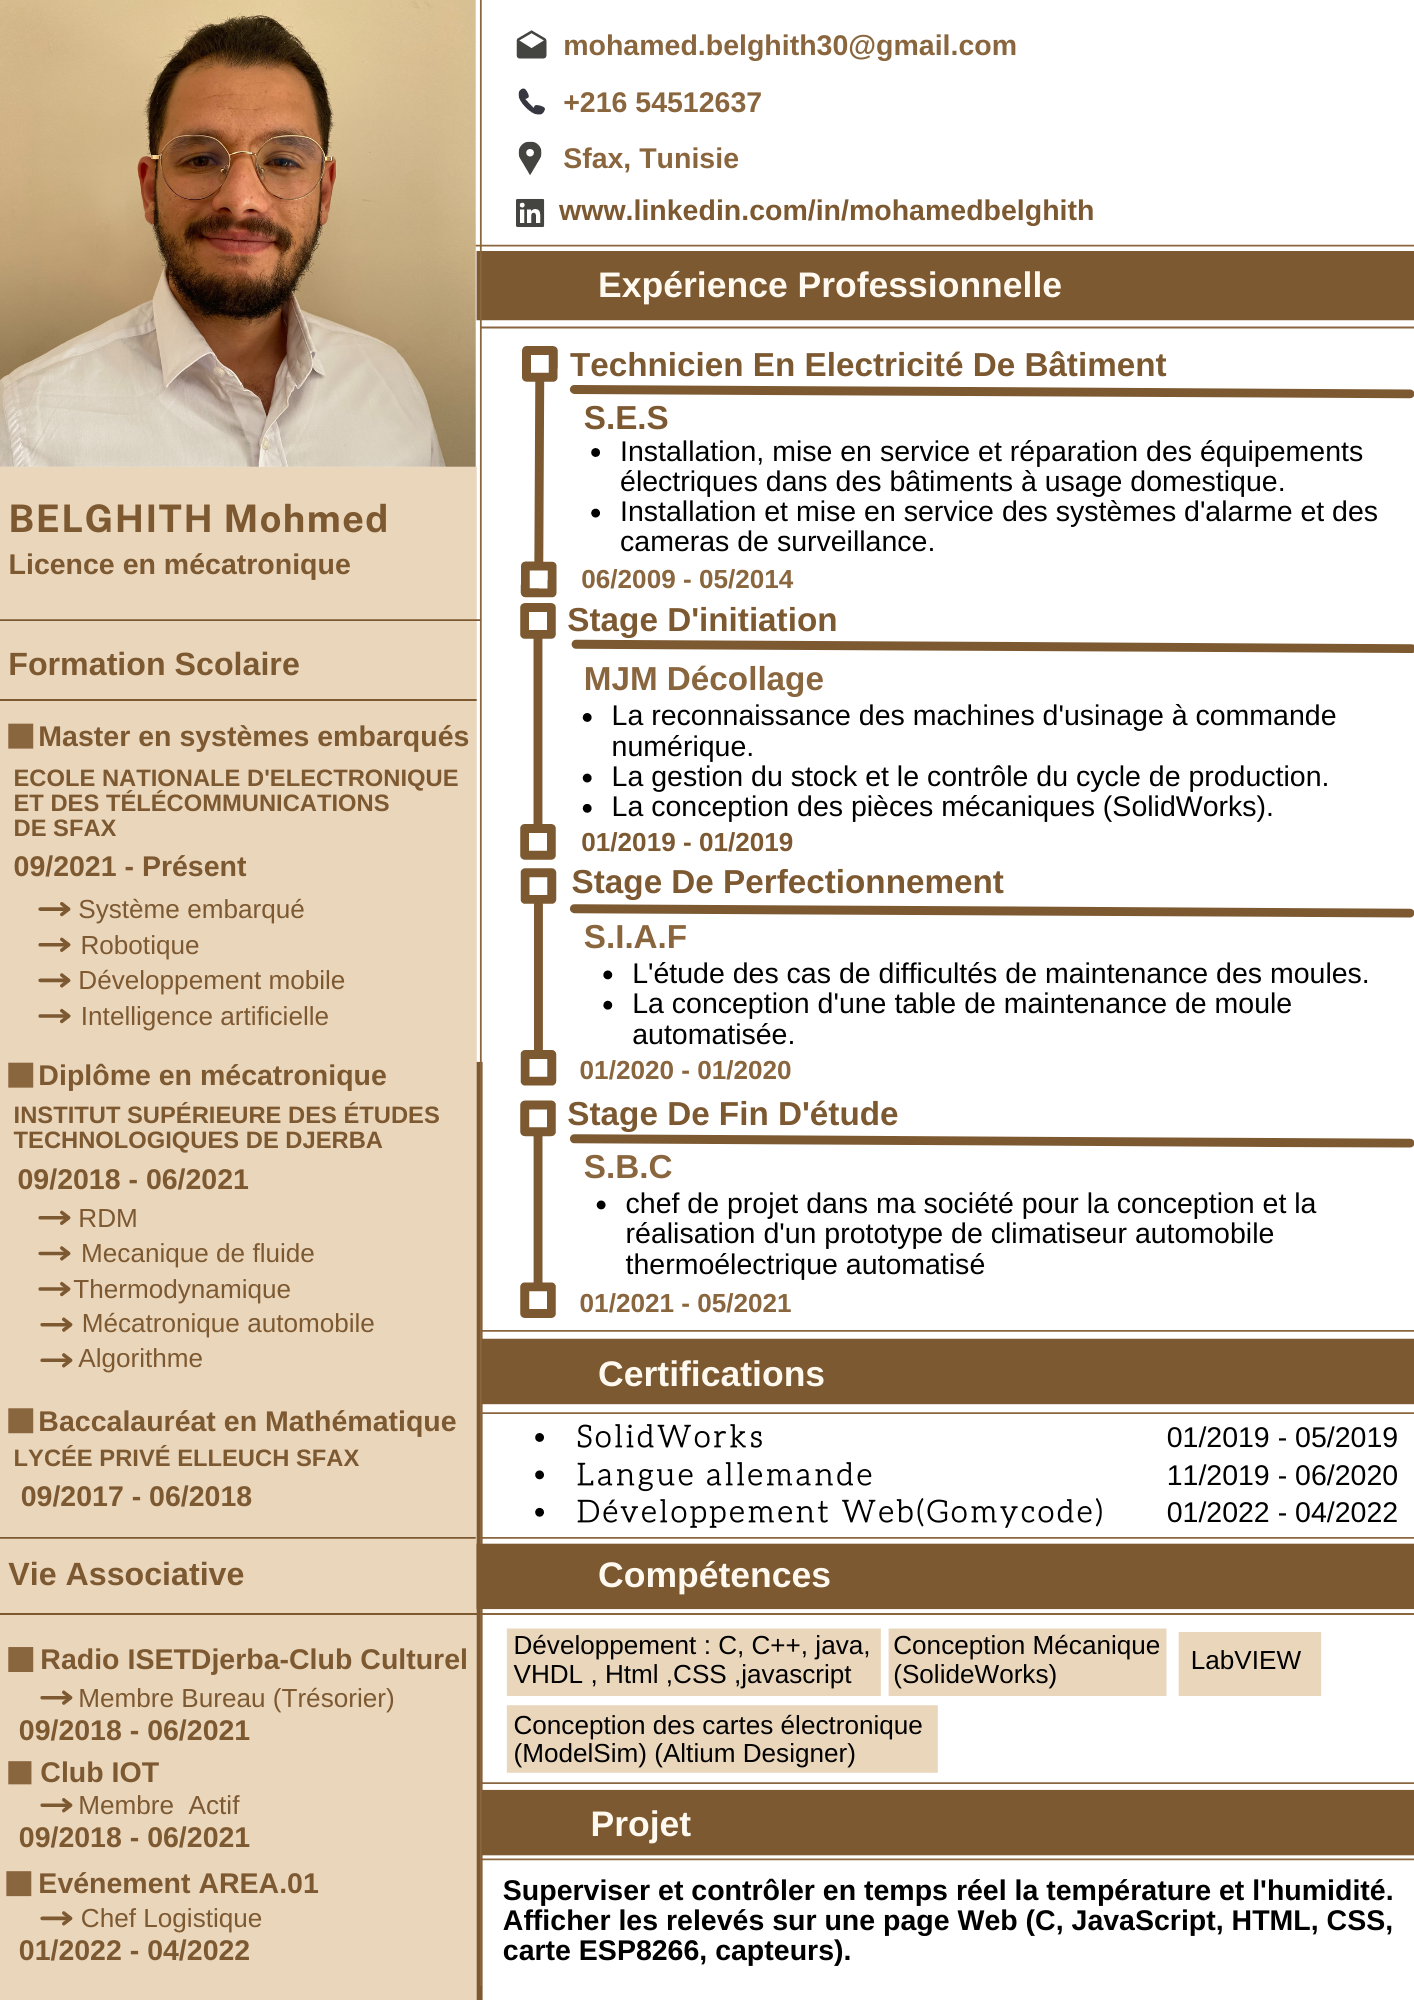 mohamed.belghith30@gmail.com
+216 54512637
Sfax, Tunisie
www.linkedin.com/in/mohamedbelghith
BELGHITH Mohmed
Licence en mécatronique
Formation Scolaire
Master en systèmes embarqués
ECOLE NATIONALE D'ELECTRONIQUE
ET DES TÉLÉCOMMUNICATIONS
DE SFAX
09/2021 - Présent
Système embarqué
Robotique
Développement mobile
Intelligence artificielle
Diplôme en mécatronique
INSTITUT SUPÉRIEURE DES ÉTUDES
TECHNOLOGIQUES DE DJERBA
09/2018 - 06/2021
RDM
Mecanique de fluide
Thermodynamique
Mécatronique automobile
Algorithme
Baccalauréat en Mathématique
LYCÉE PRIVÉ ELLEUCH SFAX
09/2017 - 06/2018
Vie Associative
Radio ISETDjerba-Club Culturel
Membre Bureau (Trésorier)
09/2018 - 06/2021
Club IOT
Membre  Actif
09/2018 - 06/2021
Evénement AREA.01
Chef Logistique
01/2022 - 04/2022
Expérience Professionnelle
Technicien En Electricité De Bâtiment
S.E.S
• Installation, mise en service et réparation des équipements
électriques dans des bâtiments à usage domestique.
• Installation et mise en service des systèmes d'alarme et des
cameras de surveillance.
06/2009 - 05/2014
Stage D'initiation
MJM Décollage
• La reconnaissance des machines d'usinage à commande
numérique.
• La gestion du stock et le contrôle du cycle de production.
• La conception des pièces mécaniques (SolidWorks).
01/2019 - 01/2019
Stage De Perfectionnement
S.I.A.F
• L'étude des cas de difficultés de maintenance des moules.
• La conception d'une table de maintenance de moule
automatisée.
01/2020 - 01/2020
Stage De Fin D'étude
S.B.C
• chef de projet dans ma société pour la conception et la
réalisation d'un prototype de climatiseur automobile
thermoélectrique automatisé
01/2021 - 05/2021
Certifications
• SolidWorks 01/2019 - 05/2019
• Langue allemande 11/2019 - 06/2020
• Développement Web(Gomycode) 01/2022 - 04/2022
Compétences
Développement : C, C++, java,
VHDL , Html ,CSS ,javascript
Conception Mécanique
(SolideWorks)
LabVIEW
Conception des cartes électronique
(ModelSim) (Altium Designer)
Projet
Superviser et contrôler en temps réel la température et l'humidité.
Afficher les relevés sur une page Web (C, JavaScript, HTML, CSS,
carte ESP8266, capteurs).